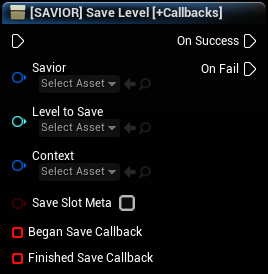 [SAVIOR] Save Level [+Callbacks]
On Success
Savior
Select Asset
On Fail
Level to Save
Select Asset
Context
Select Asset
Save Slot Meta
Began Save Callback
Finished Save Callback